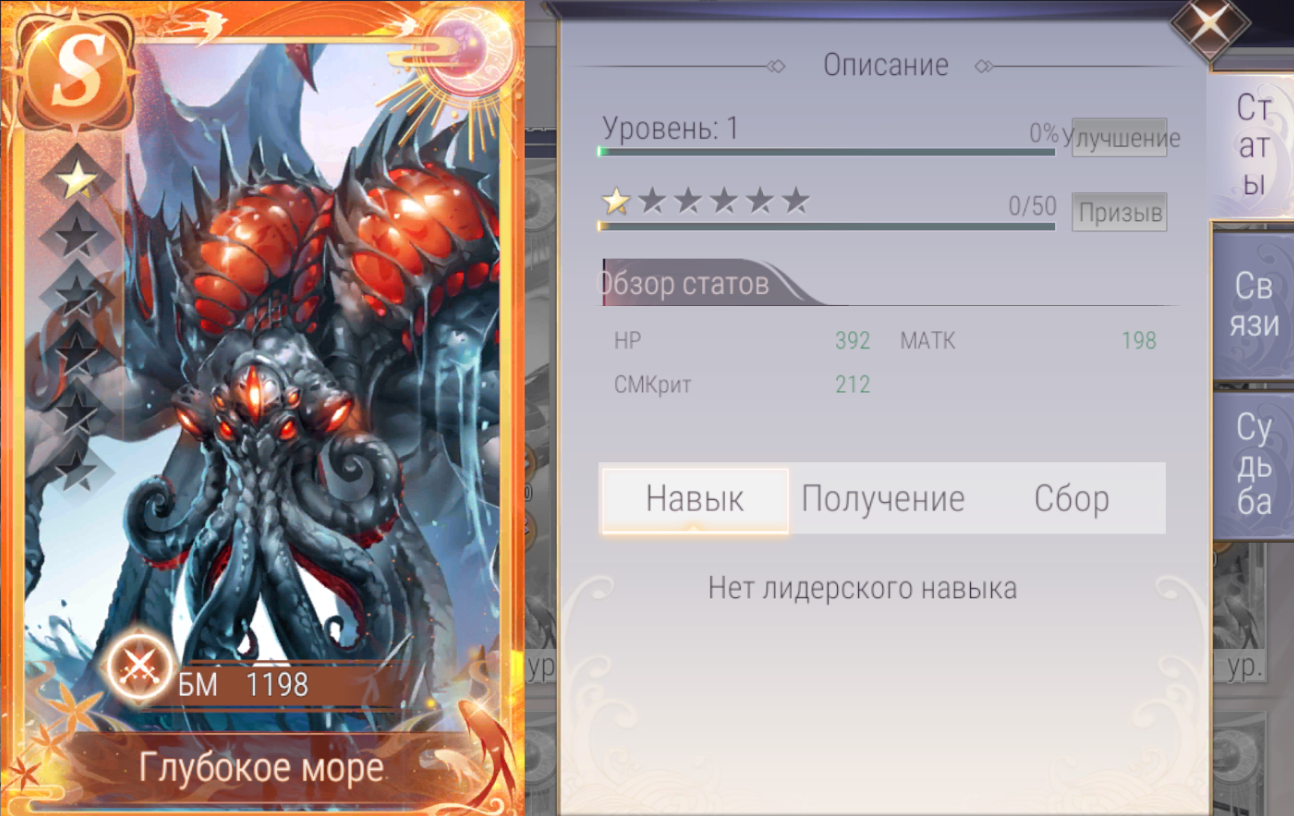 S
БМ 1198
Глубокое море
Описание
Уровень: 1
0%
Улучшение
0/50
Призыв
Обзор статов
HP 392 МАТК 198
СМКрит 212
Навык Получение Сбор
Нет лидерского навыка
Ст
ат
ы
Св
язи
Су
дь
ба
ур.